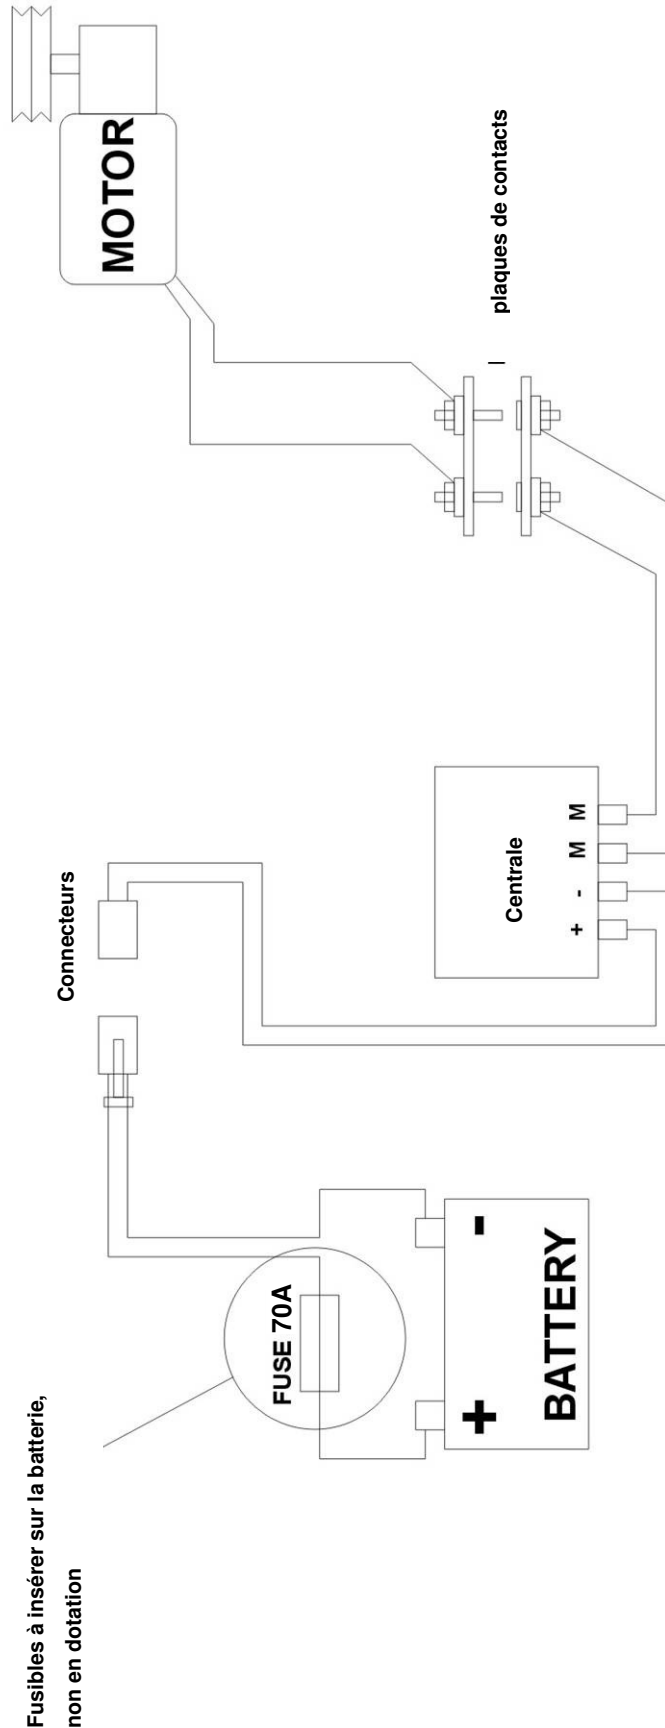 Fusibles à insérer sur la batterie,
non en dotation
FUSE 70A
+
-
BATTERY
Connecteurs
Centrale
+ - M M
MOTOR
plaques de contacts